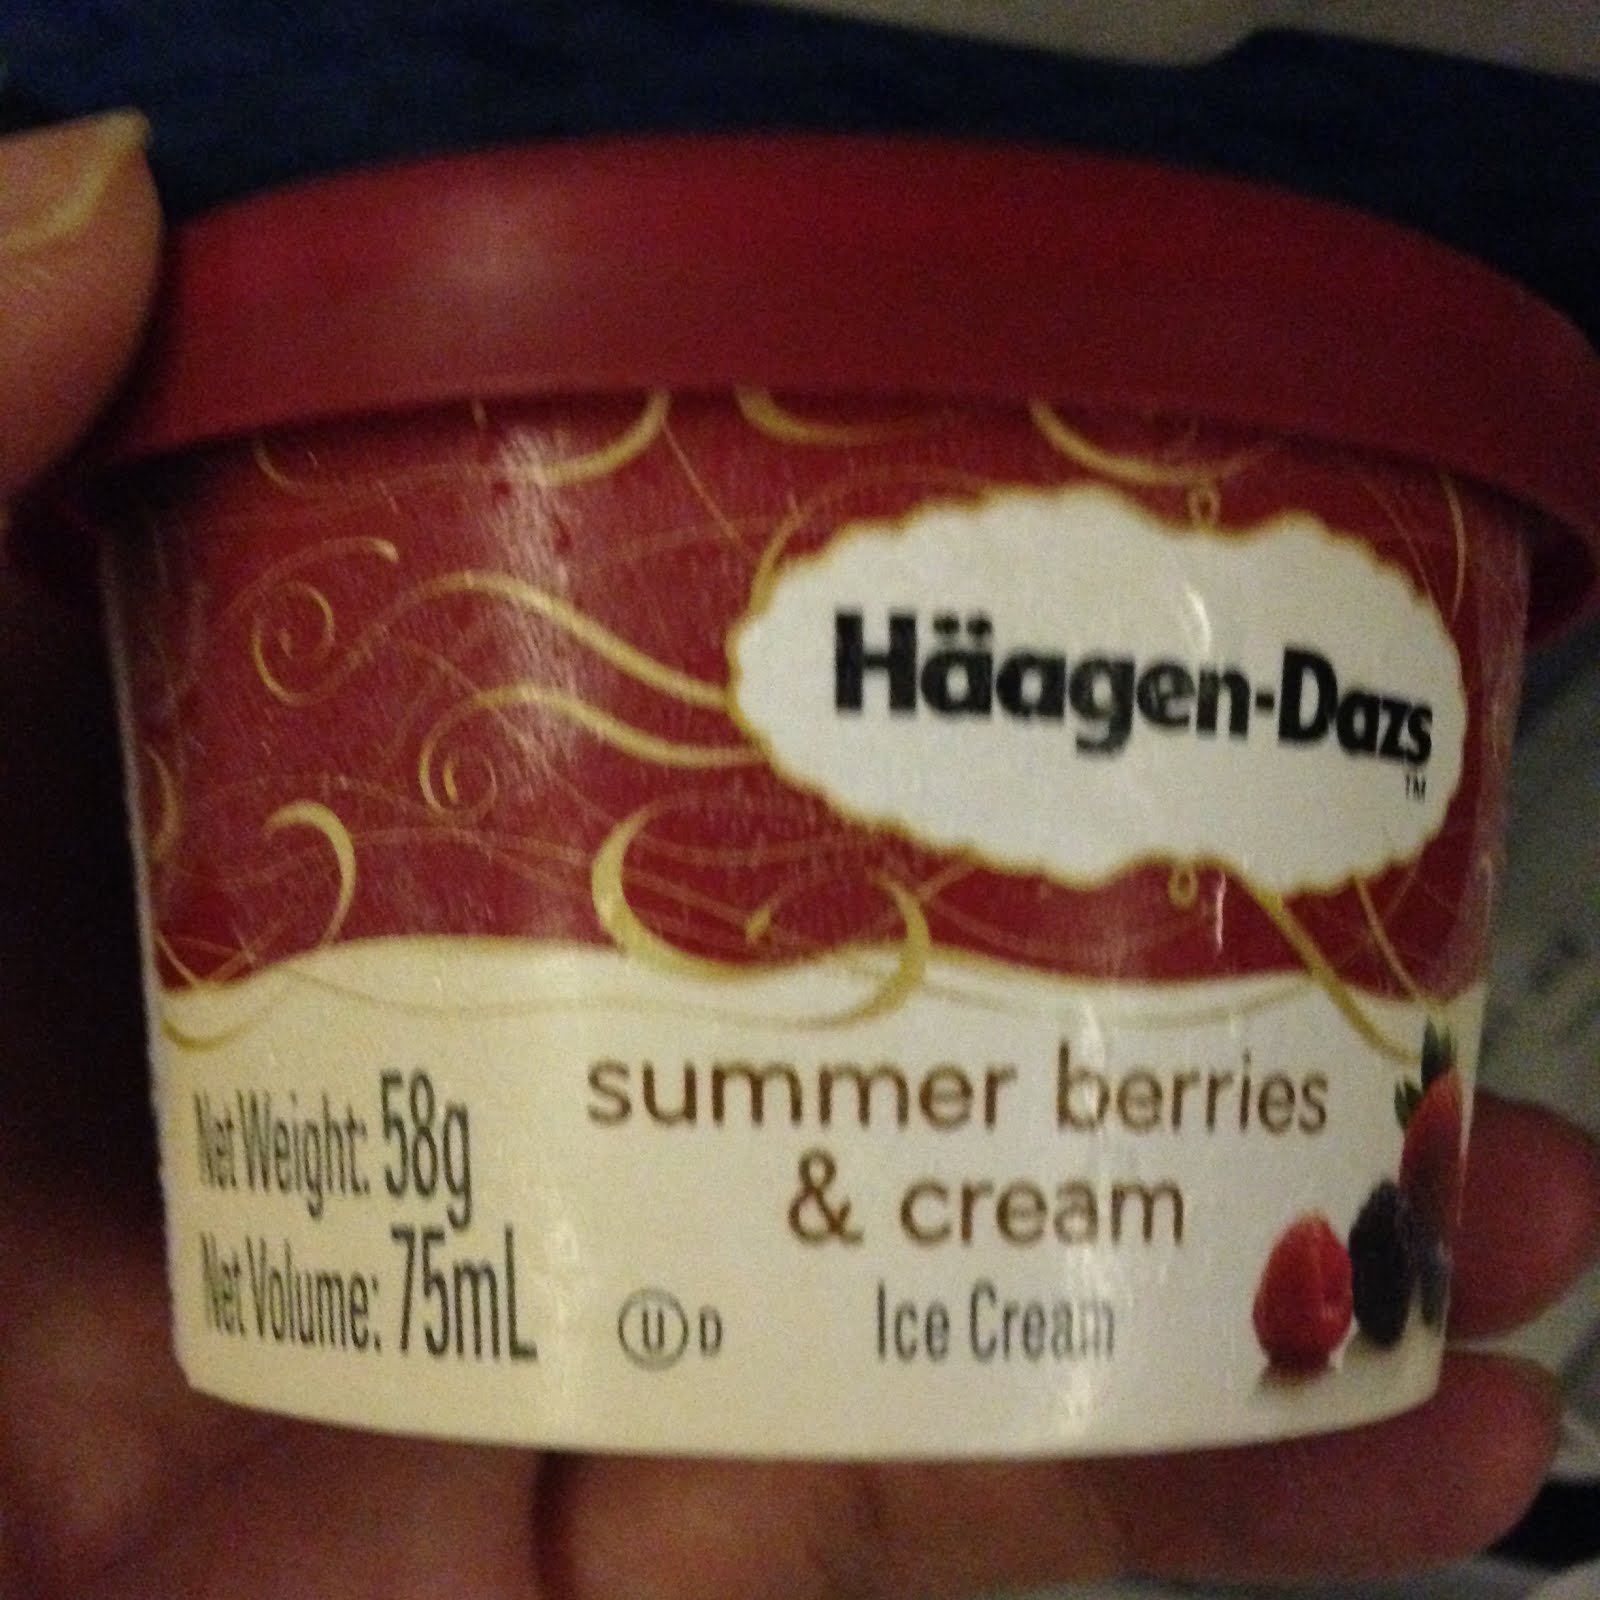 Häagen-Dazs
TM
summer berries
& cream
Ice Cream
Net Weight: 58g
Net Volume: 75mL
Ⓤ D